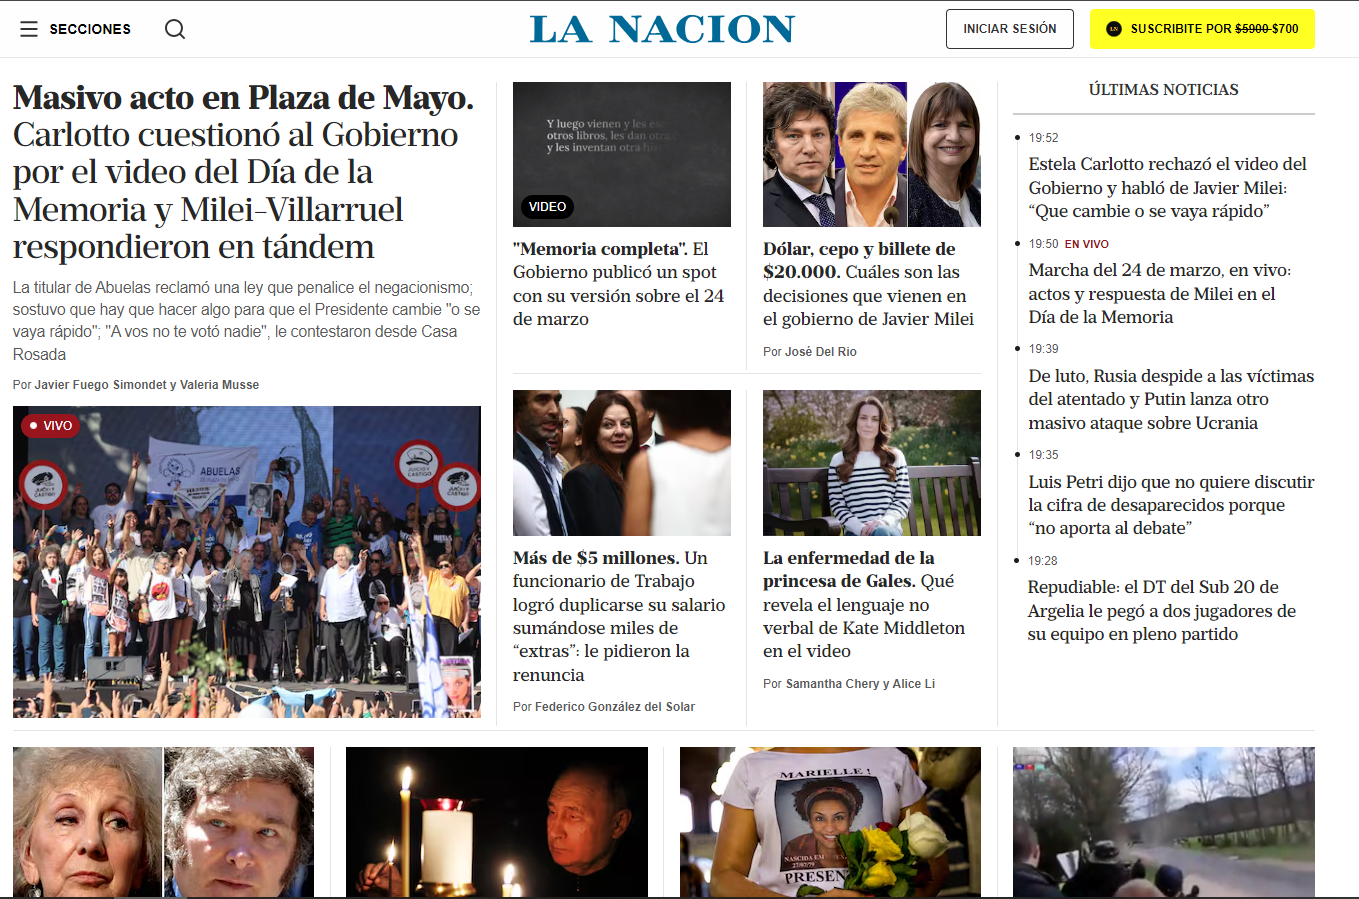 SECCIONES
LA NACION
INICIAR SESIÓN
SUSCRIBITE POR $5900 $700
Masivo acto en Plaza de Mayo.
Carlotto cuestionó al Gobierno
por el video del Día de la
Memoria y Milei-Villarruel
respondieron en tándem
La titular de Abuelas reclamó una ley que penalice el negacionismo;
sostuvo que hay que hacer algo para que el Presidente cambie "o se
vaya rápido"; "A vos no te votó nadie", le contestaron desde Casa
Rosada
Por Javier Fuego Simondet y Valeria Musse
VIVO
ABUELAS
JUICIO Y
CASTIGO
JUICIO Y
CASTIGO
JUICIO Y
CASTIGO
Y luego vienen y les
otros libros, les dan otra
y les inventan otra
VIDEO
"Memoria completa". El
Gobierno publicó un spot
con su versión sobre el 24
de marzo
Dólar, cepo y billete de
$20.000. Cuáles son las
decisiones que vienen en
el gobierno de Javier Milei
Por José Del Rio
Más de $5 millones. Un
funcionario de Trabajo
logró duplicarse su salario
sumándose miles de
“extras”: le pidieron la
renuncia
Por Federico González del Solar
La enfermedad de la
princesa de Gales. Qué
revela el lenguaje no
verbal de Kate Middleton
en el video
Por Samantha Chery y Alice Li
ÚLTIMAS NOTICIAS
19:52
Estela Carlotto rechazó el video del
Gobierno y habló de Javier Milei:
“Que cambie o se vaya rápido”
19:50 EN VIVO
Marcha del 24 de marzo, en vivo:
actos y respuesta de Milei en el
Día de la Memoria
19:39
De luto, Rusia despide a las víctimas
del atentado y Putin lanza otro
masivo ataque sobre Ucrania
19:35
Luis Petri dijo que no quiere discutir
la cifra de desaparecidos porque
“no aporta al debate”
19:28
Repudiable: el DT del Sub 20 de
Argelia le pegó a dos jugadores de
su equipo en pleno partido
MARIELLE!
NASCIDA EM
27/07/79
PRESEN